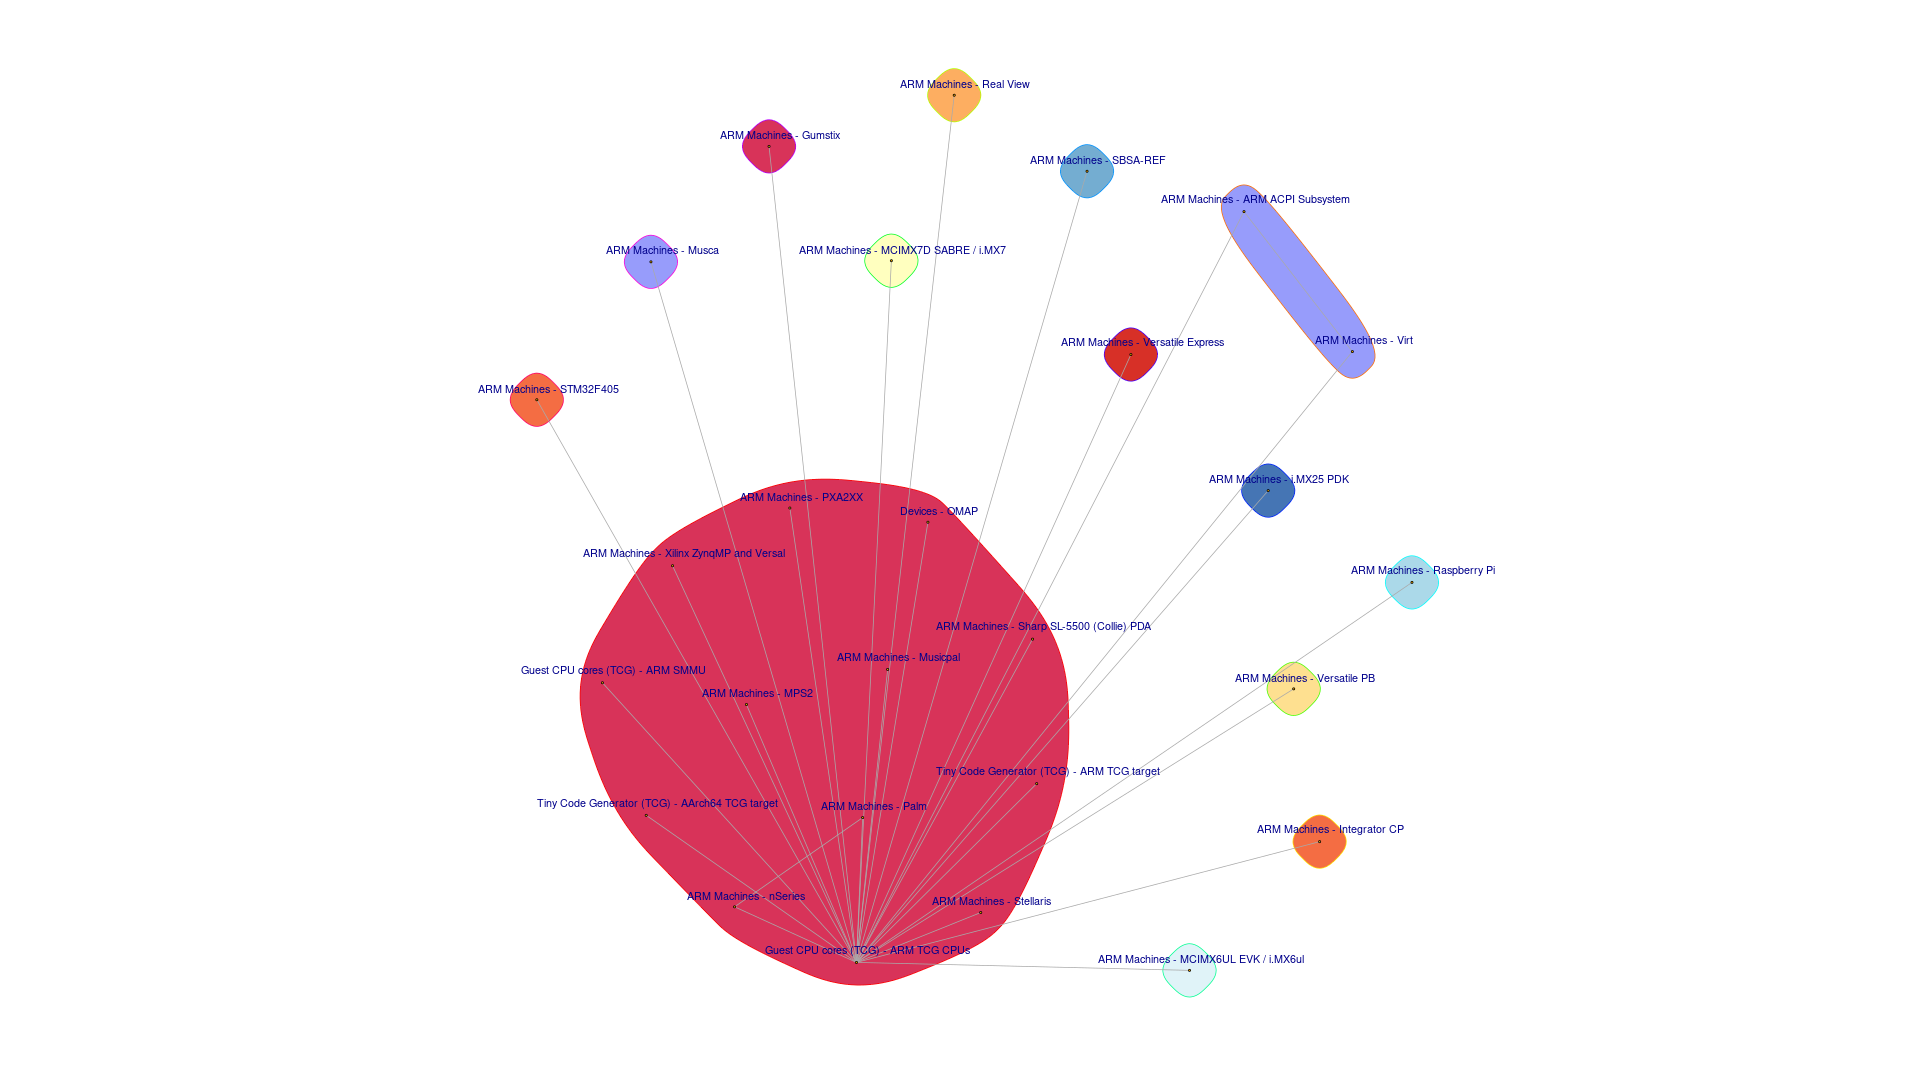 ARM Machines - Real View
ARM Machines - Gumstix
ARM Machines - SBSA-REF
ARM Machines - ARM ACPI Subsystem
ARM Machines - Musca
ARM Machines - MCIMX7D SABRE / i.MX7
ARM Machines - Versatile Express
ARM Machines - Virt
ARM Machines - STM32F405
ARM Machines - i.MX25 PDK
ARM Machines - PXA2XX
Devices - OMAP
ARM Machines - Xilinx ZynqMP and Versal
ARM Machines - Raspberry Pi
ARM Machines - Sharp SL-5500 (Collie) PDA
ARM Machines - Musicpal
Guest CPU cores (TCG) - ARM SMMU
ARM Machines - Versatile PB
ARM Machines - MPS2
Tiny Code Generator (TCG) - ARM TCG target
Tiny Code Generator (TCG) - AArch64 TCG target
ARM Machines - Palm
ARM Machines - Integrator CP
ARM Machines - nSeries
ARM Machines - Stellaris
Guest CPU cores (TCG) - ARM TCG CPUs
ARM Machines - MCIMX6UL EVK / i.MX6ul